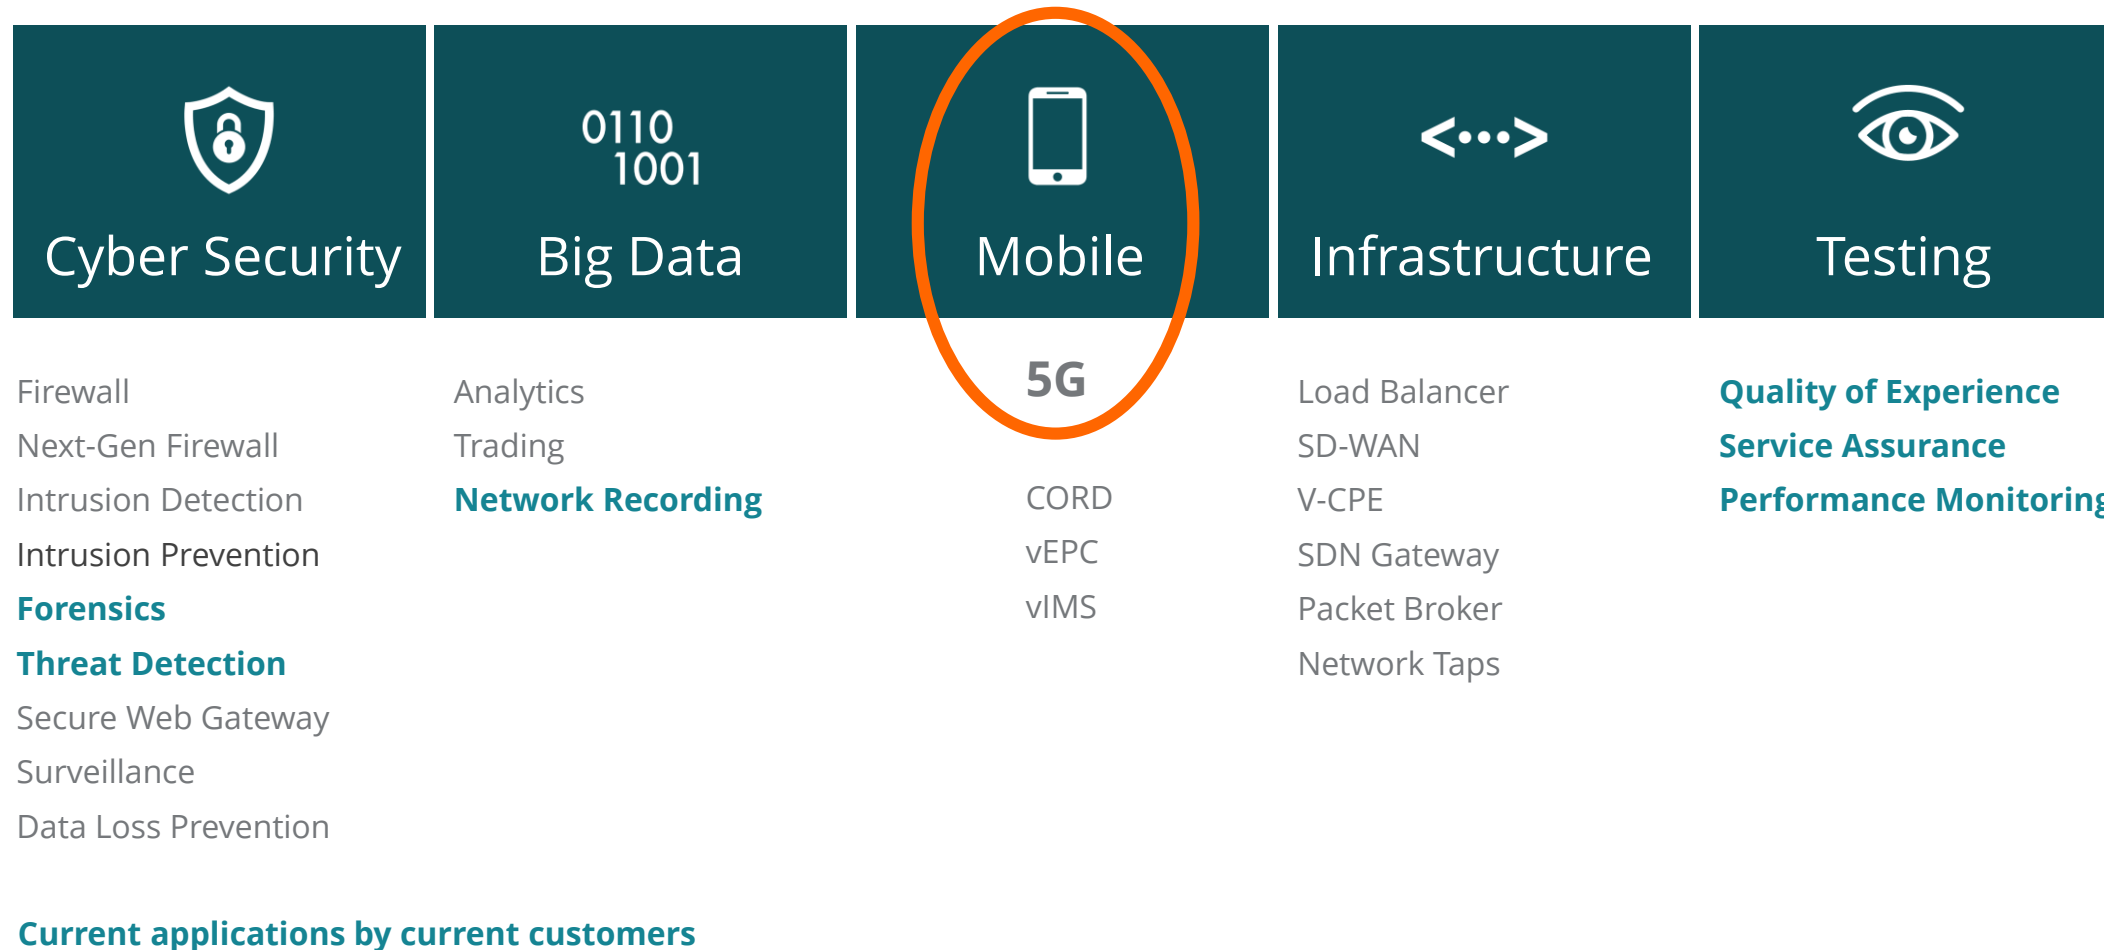 0110
1001
Cyber Security
Big Data
Mobile
<···>
Infrastructure
Testing
Firewall
Next-Gen Firewall
Intrusion Detection
Intrusion Prevention
Forensics
Threat Detection
Secure Web Gateway
Surveillance
Data Loss Prevention
Analytics
Trading
Network Recording
5G
CORD
vEPC
vIMS
Load Balancer
SD-WAN
V-CPE
SDN Gateway
Packet Broker
Network Taps
Quality of Experience
Service Assurance
Performance Monitoring
Current applications by current customers